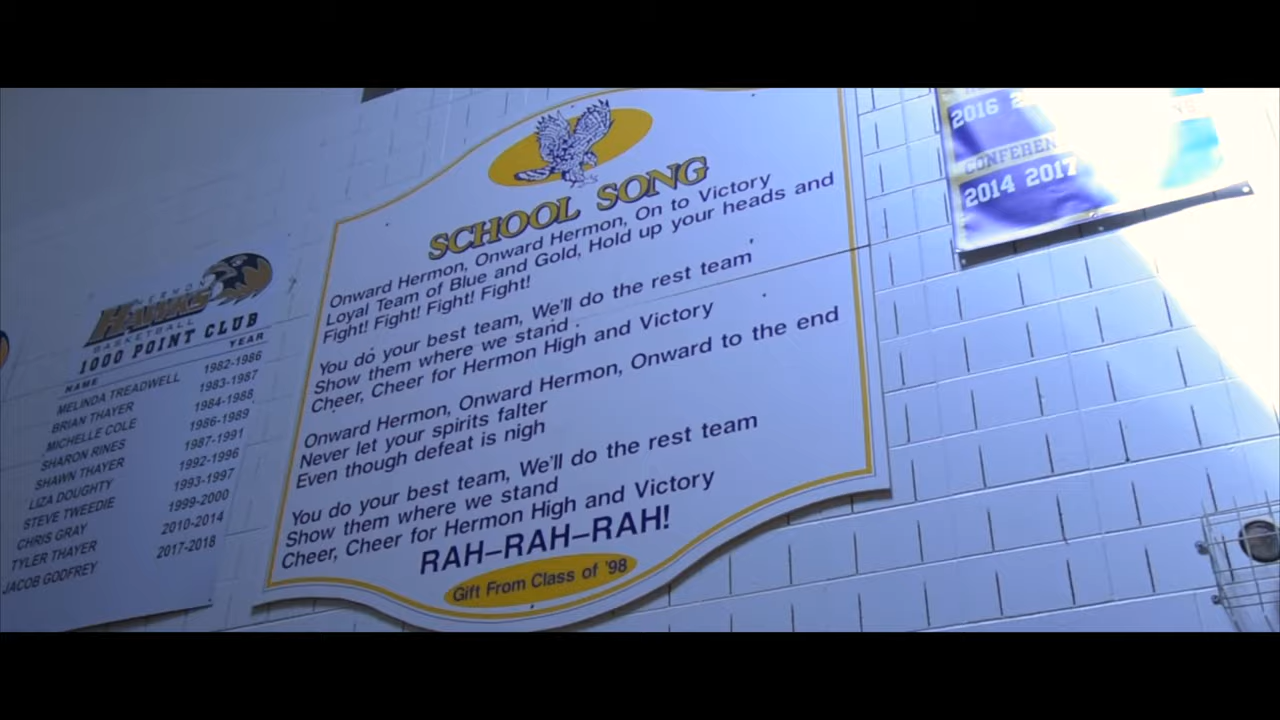 HERMON
HAWKS
BASKETBALL
1000 POINT CLUB
NAME YEAR
MELINDA TREADWELL 1982-1986
BRIAN THAYER 1983-1987
MICHELLE COLE 1984-1988
SHARON RINES 1986-1989
SHAWN THAYER 1987-1991
LIZA DOUGHTY 1992-1996
STEVE TWEEDIE 1993-1997
CHRIS GRAY 1999-2000
TYLER THAYER 2010-2014
JACOB GODFREY 2017-2018
SCHOOL SONG
Onward Hermon, Onward Hermon, On to Victory
Loyal Team of Blue and Gold, Hold up your heads and
Fight! Fight! Fight! Fight!
You do your best team, We'll do the rest team
Show them where we stand
Cheer, Cheer for Hermon High and Victory
Onward Hermon, Onward Hermon, Onward to the end
Never let your spirits falter
Even though defeat is nigh
You do your best team, We'll do the rest team
Show them where we stand
Cheer, Cheer for Hermon High and Victory
RAH-RAH-RAH!
Gift From Class of '98
2016
2014 2017